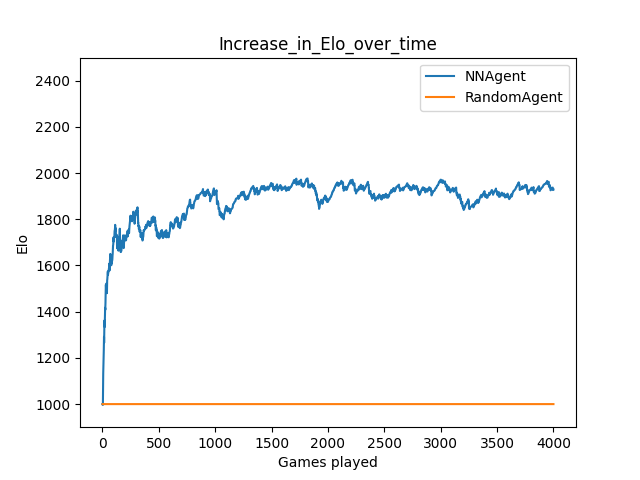 Increase_in_Elo_over_time
NNAgent
RandomAgent
2400
2200
2000
1800
1600
1400
1200
1000
Elo
0 500 1000 1500 2000 2500 3000 3500 4000
Games played